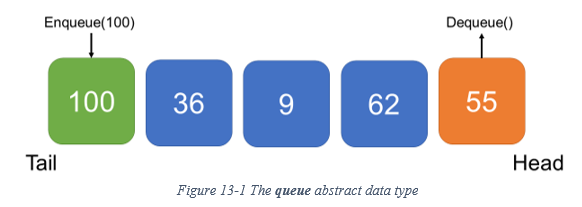 Enqueue(100) Dequeue()
100 36 9 62 55
Tail Head
Figure 13-1 The queue abstract data type